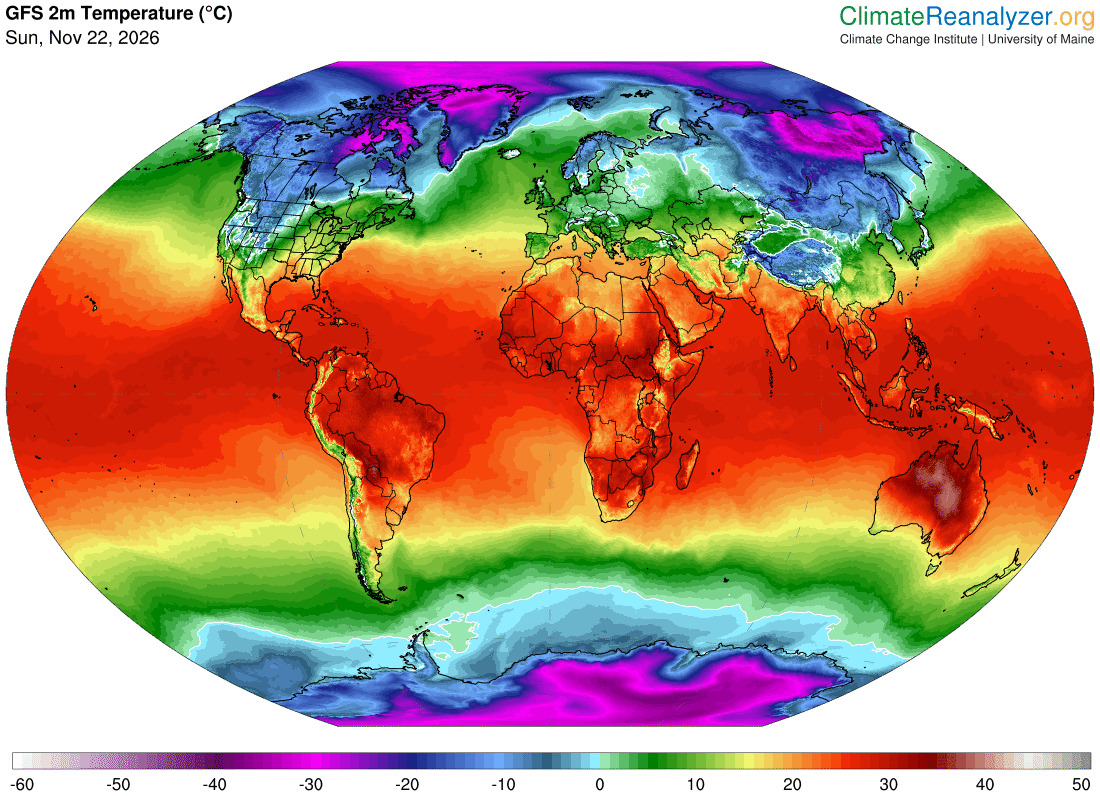 GFS 2m Temperature (°C)
Sun, Nov 22, 2026
ClimateReanalyzer.org
Climate Change Institute | University of Maine
-60 -50 -40 -30 -20 -10 0 10 20 30 40 50